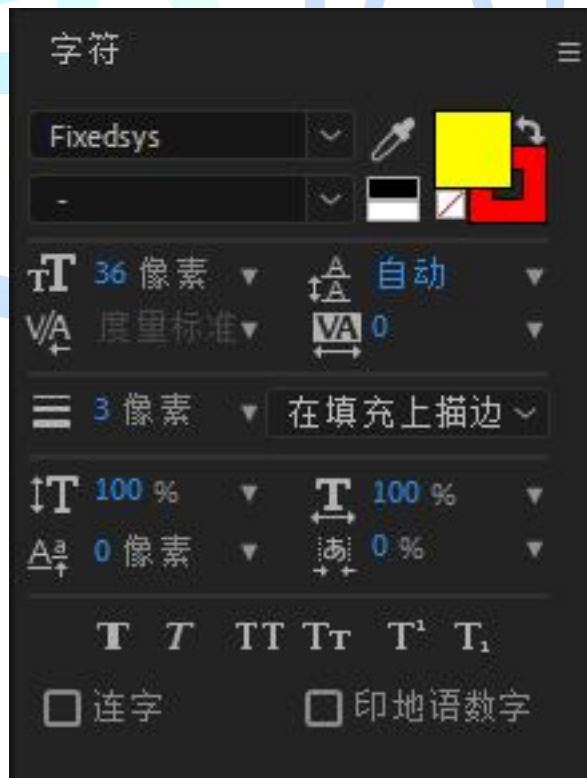 字符
Fixedsys
-
36 像素 自动
度量标准 0
3 像素 在填充上描边
100 % 100 %
0 像素 0 %
T T TT Tт T¹ T₁
连字 印地语数字